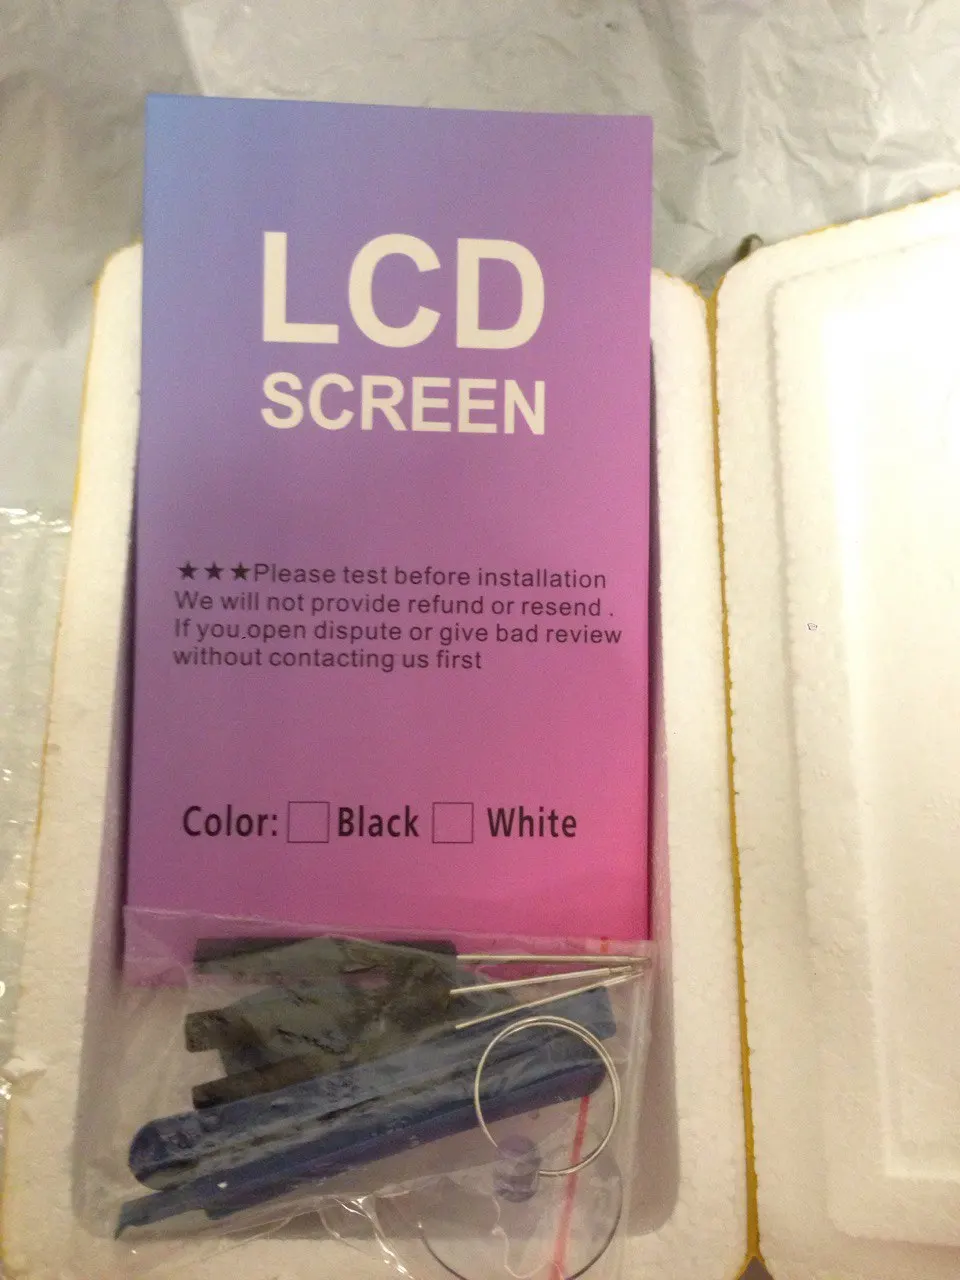 LCD
SCREEN
★★★Please test before installation
We will not provide refund or resend .
If you.open dispute or give bad review
without contacting us first
Color: □ Black □ White